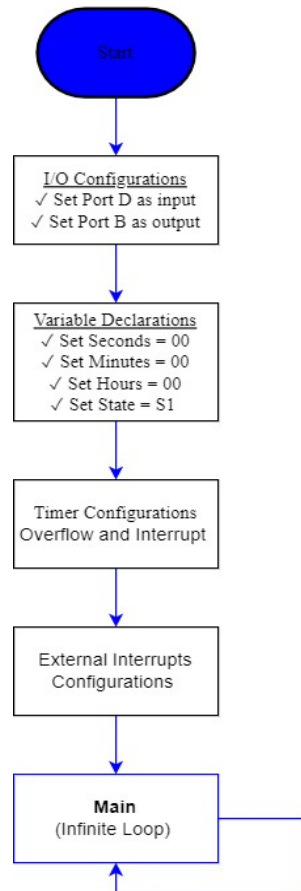 Start
I/O Configurations
✓ Set Port D as input
✓ Set Port B as output
Variable Declarations
✓ Set Seconds = 00
✓ Set Minutes = 00
✓ Set Hours = 00
✓ Set State = S1
Timer Configurations
Overflow and Interrupt
External Interrupts
Configurations
Main
(Infinite Loop)